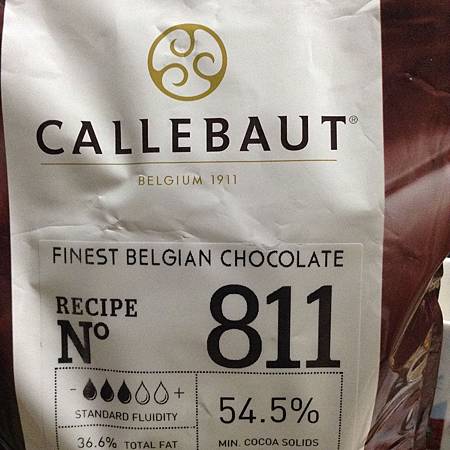 CALLEBAUT®
BELGIUM 1911
FINEST BELGIAN CHOCOLATE
RECIPE
Nº 811
- +
STANDARD FLUIDITY
54.5%
36.6% TOTAL FAT
MIN. COCOA SOLIDS